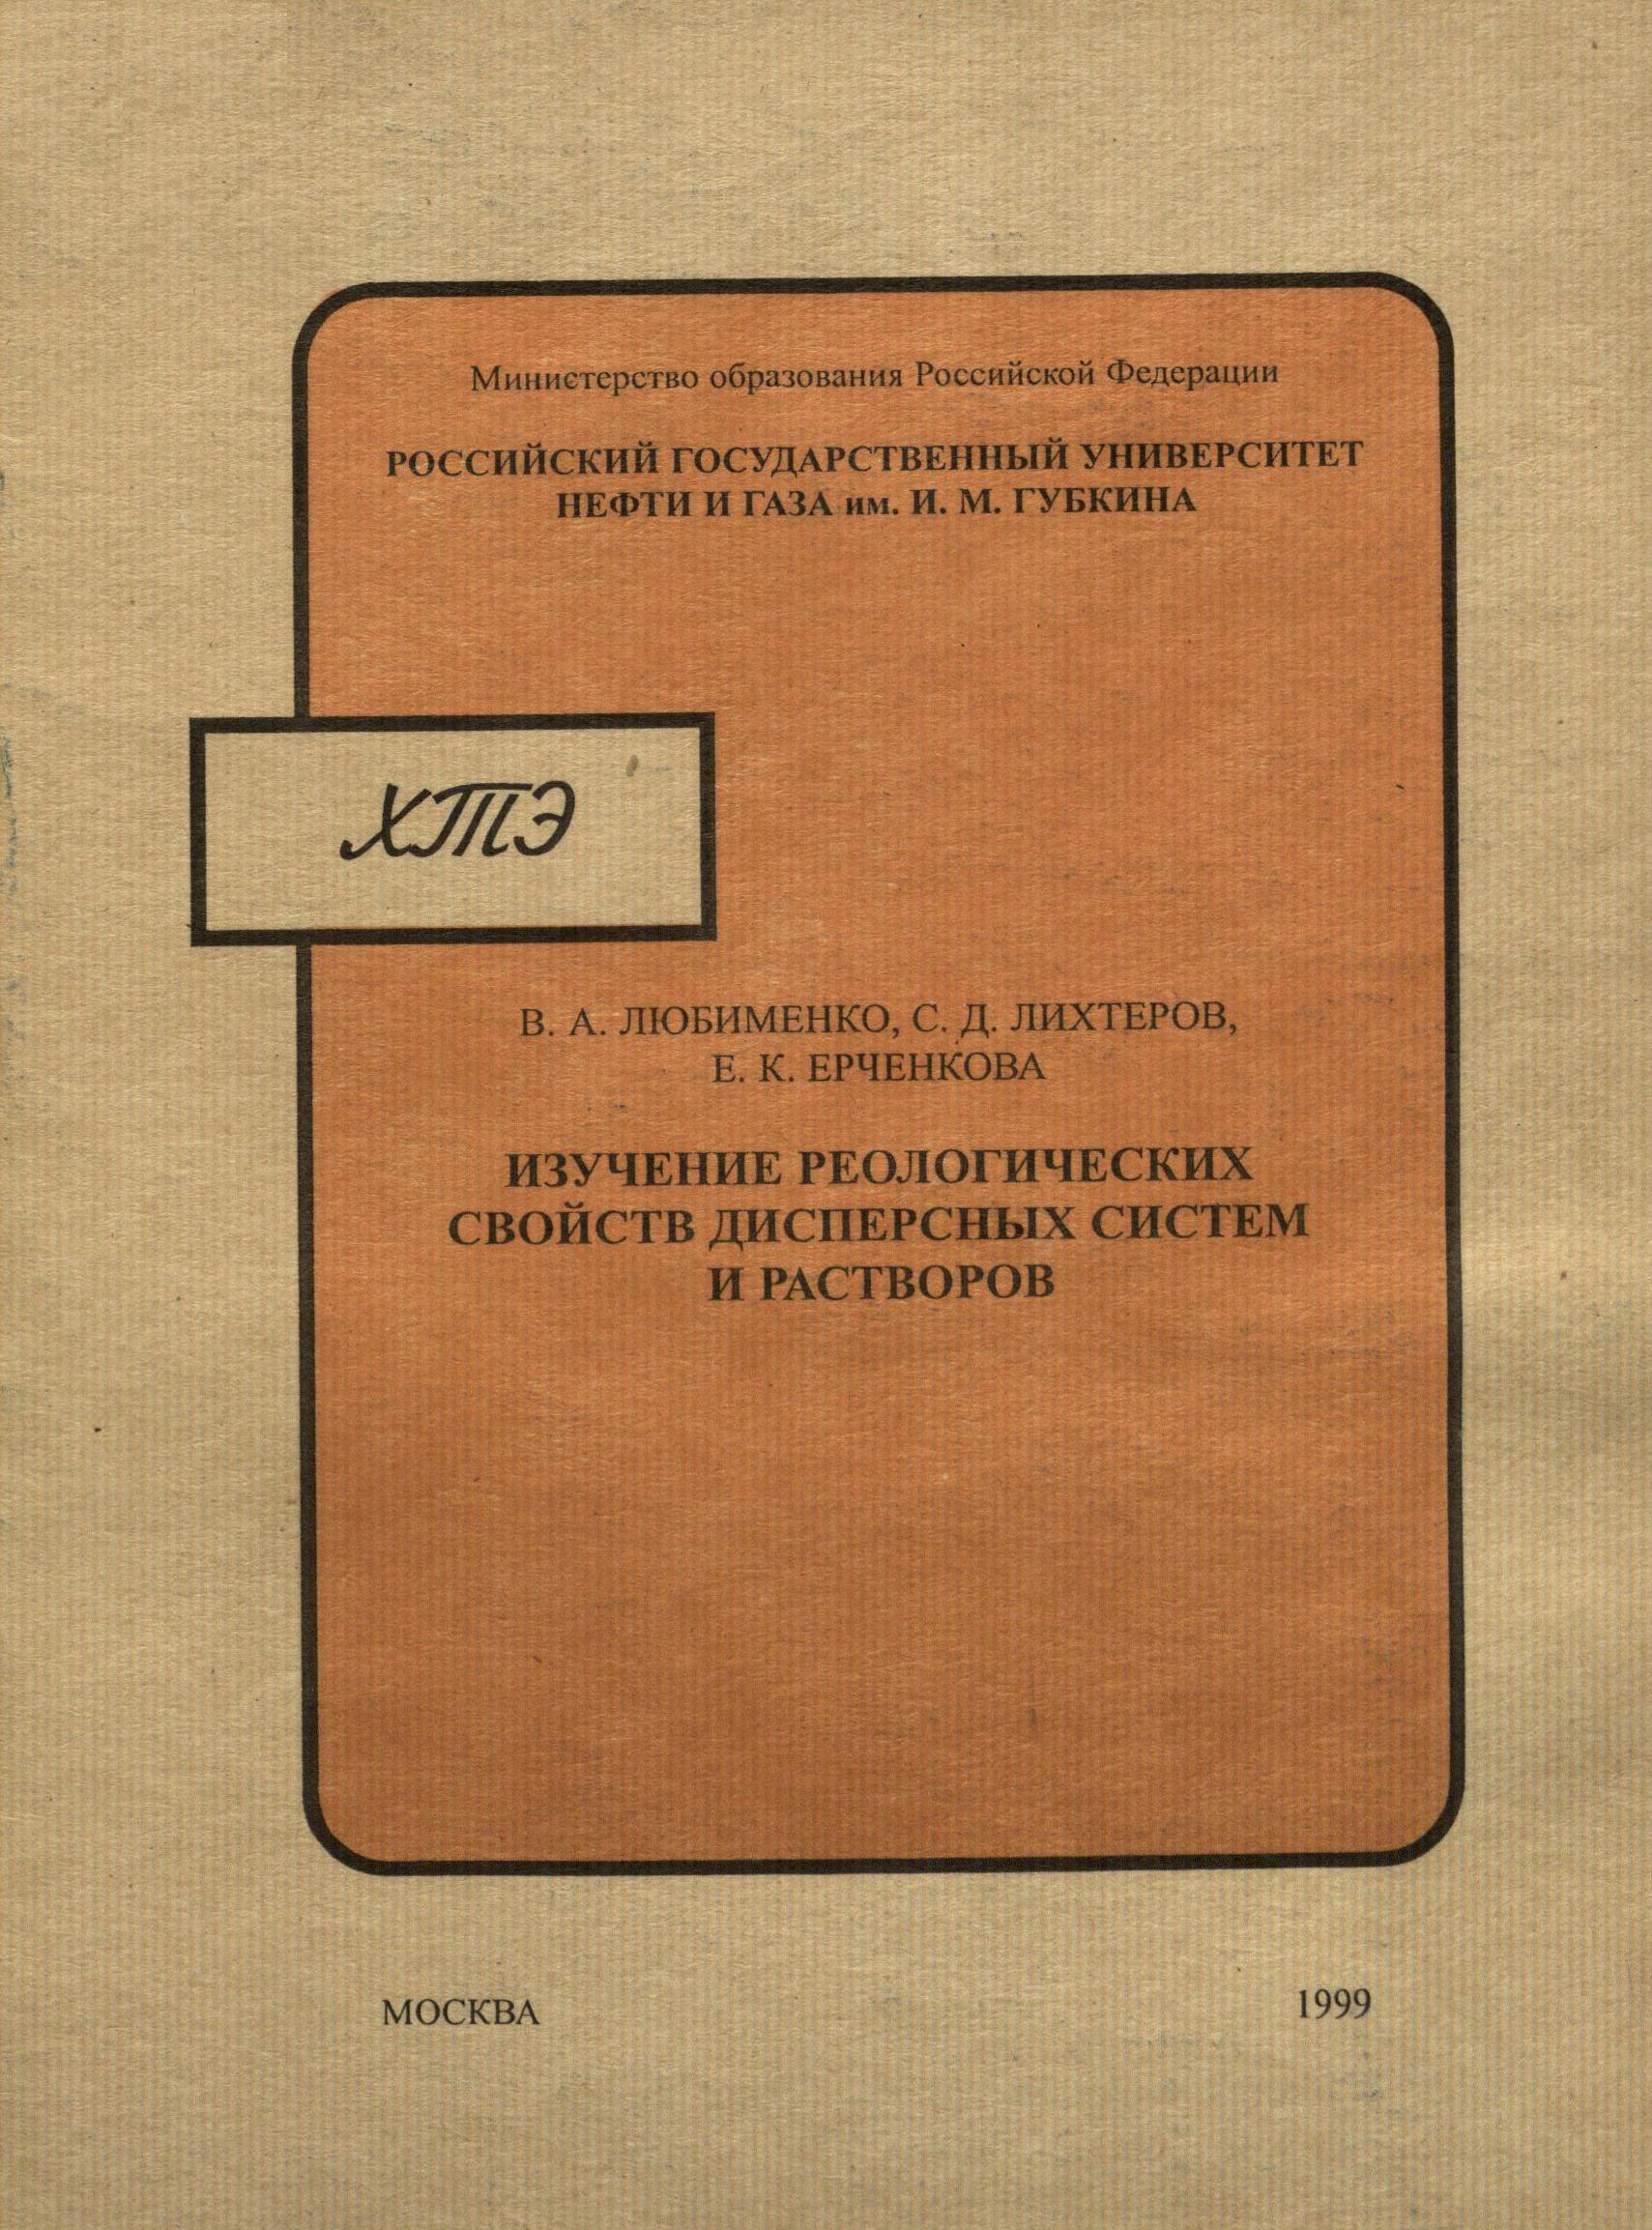 Министерство образования Российской Федерации
РОССИЙСКИЙ ГОСУДАРСТВЕННЫЙ УНИВЕРСИТЕТ
НЕФТИ И ГАЗА им. И. М. ГУБКИНА
ХТЭ
В. А. ЛЮБИМЕНКО, С. Д. ЛИХТЕРОВ,
Е. К. ЕРЧЕНКОВА
ИЗУЧЕНИЕ РЕОЛОГИЧЕСКИХ
СВОЙСТВ ДИСПЕРСНЫХ СИСТЕМ
И РАСТВОРОВ
МОСКВА 1999